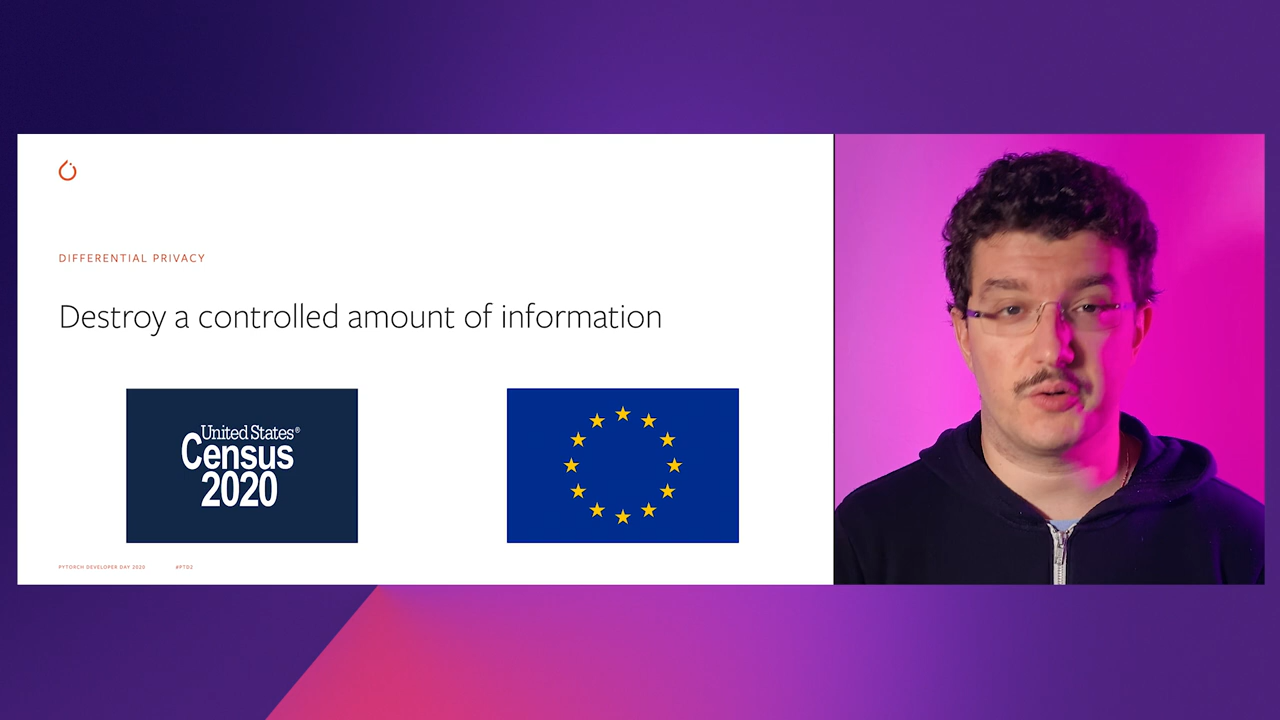 DIFFERENTIAL PRIVACY
Destroy a controlled amount of information
United States®
Census
2020
PYTORCH DEVELOPER DAY 2020 #PTD2